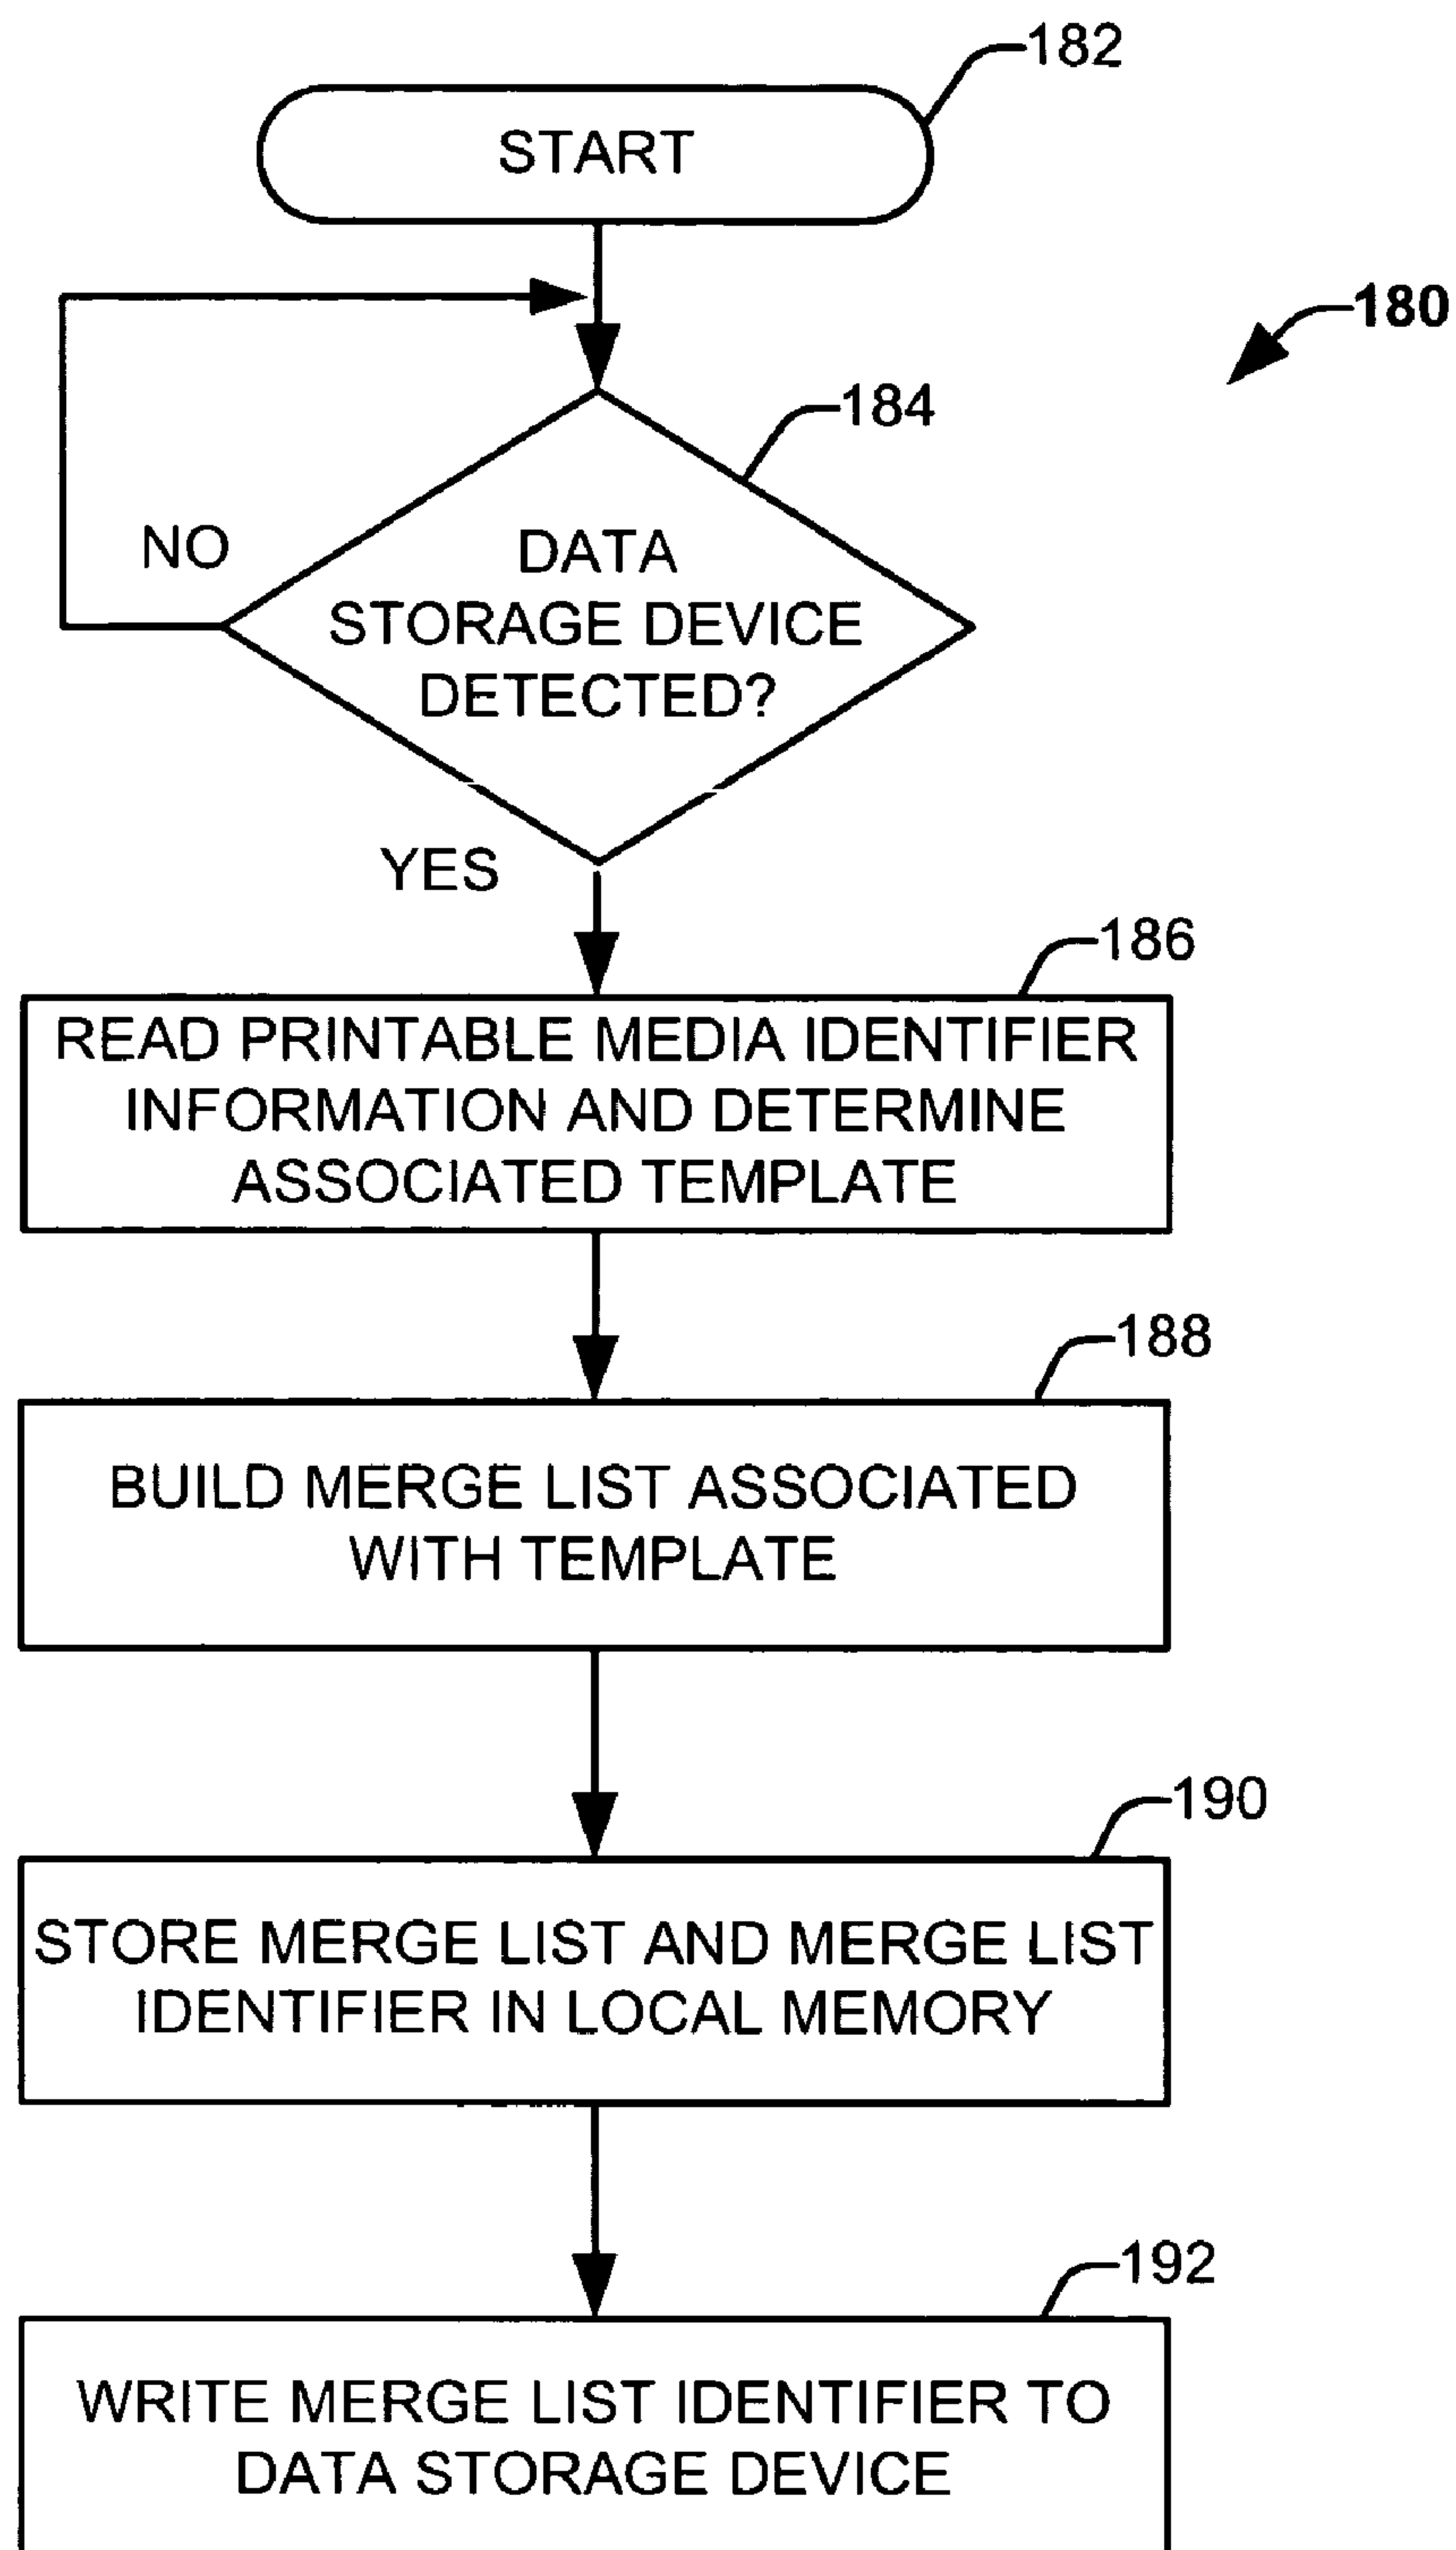 182
START
180
184
NO
DATA
STORAGE DEVICE
DETECTED?
YES
186
READ PRINTABLE MEDIA IDENTIFIER
INFORMATION AND DETERMINE
ASSOCIATED TEMPLATE
188
BUILD MERGE LIST ASSOCIATED
WITH TEMPLATE
190
STORE MERGE LIST AND MERGE LIST
IDENTIFIER IN LOCAL MEMORY
192
WRITE MERGE LIST IDENTIFIER TO
DATA STORAGE DEVICE